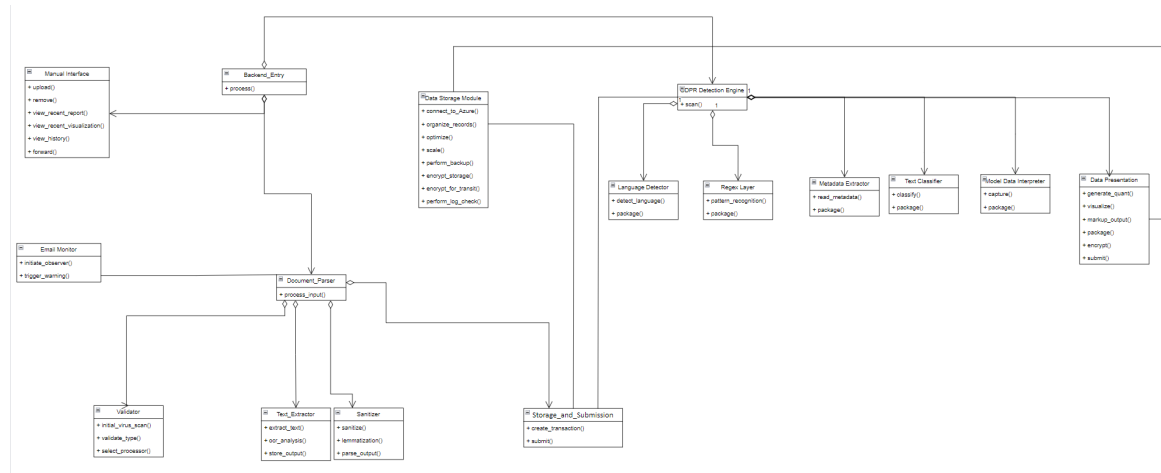 Manual Interface
+ upload()
+ remove()
+ view_recent_report()
+ view_recent_visualization()
+ view_history()
+ forward()
Backend_Entry
+ process()
Data Storage Module
+ connect_to_Azure()
+ organize_records()
+ optimize()
+ scale()
+ perform_backup()
+ encrypt_storage()
+ encrypt_for_transit()
+ perform_log_check()
GDPR Detection Engine
+ scan()
1
1
1
Language Detector
+ detect_language()
+ package()
Regex Layer
+ pattern_recognition()
+ package()
Metadata Extractor
+ read_metadata()
+ package()
Text Classifier
+ classify()
+ package()
Model Data Interpreter
+ capture()
+ package()
Data Presentation
+ generate_quant()
+ visualize()
+ markup_output()
+ package()
+ encrypt()
+ submit()
Email Monitor
+ initiate_observer()
+ trigger_warning()
Document_Parser
+ process_input()
Validator
+ initial_virus_scan()
+ validate_type()
+ select_processor()
Text_Extractor
+ extract_text()
+ ocr_analysis()
+ store_output()
Sanitizer
+ sanitize()
+ lemmatization()
+ parse_output()
Storage_and_Submission
+ create_transaction()
+ submit()